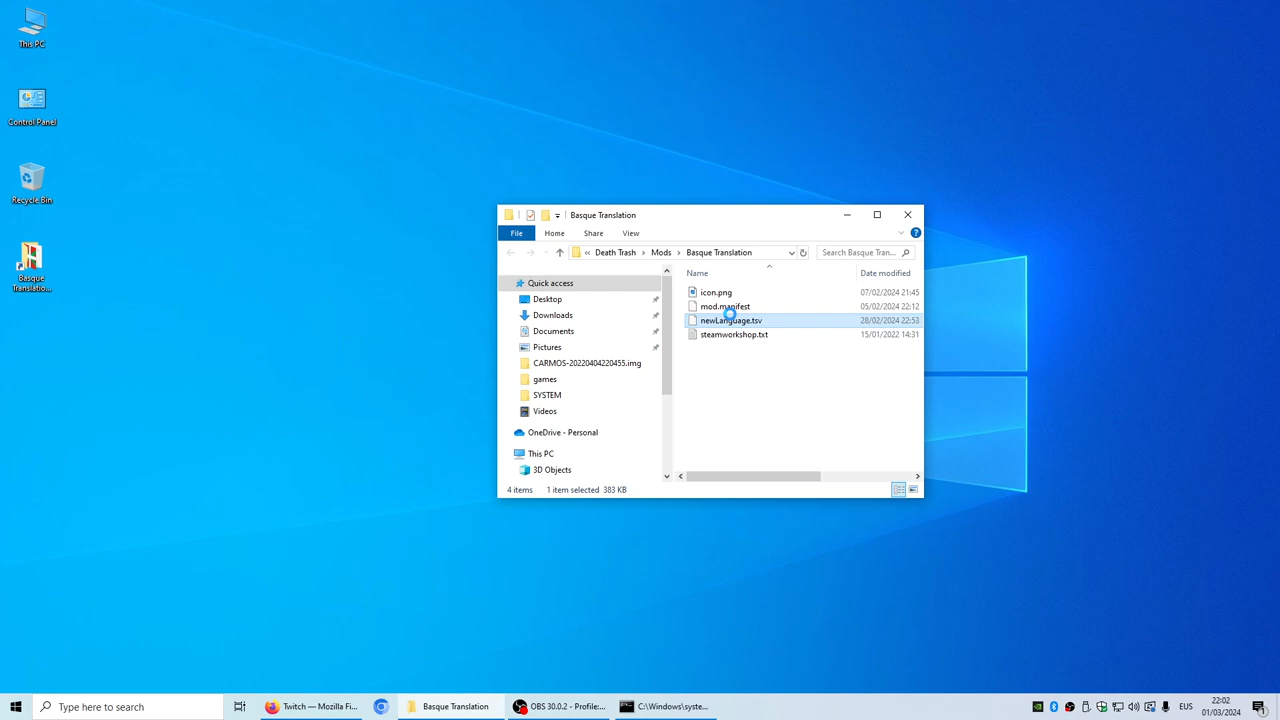 This PC
Control Panel
Recycle Bin
Basque
Translatio...
Basque Translation
File
Home
Share
View
« Death Trash > Mods > Basque Translation
Search Basque Tran...
Quick access
Desktop
Downloads
Documents
Pictures
CARMOS-20220404220455.img
games
SYSTEM
Videos
OneDrive - Personal
This PC
3D Objects
Name
Date modified
icon.png
07/02/2024 21:45
mod.manifest
05/02/2024 22:12
newLanguage.tsv
28/02/2024 22:53
steamworkshop.txt
15/01/2022 14:31
4 items
1 item selected 383 KB
Type here to search
Twitch — Mozilla Fi...
Basque Translation
OBS 30.0.2 - Profile:...
C:\Windows\syste...
EUS
22:02
01/03/2024
1